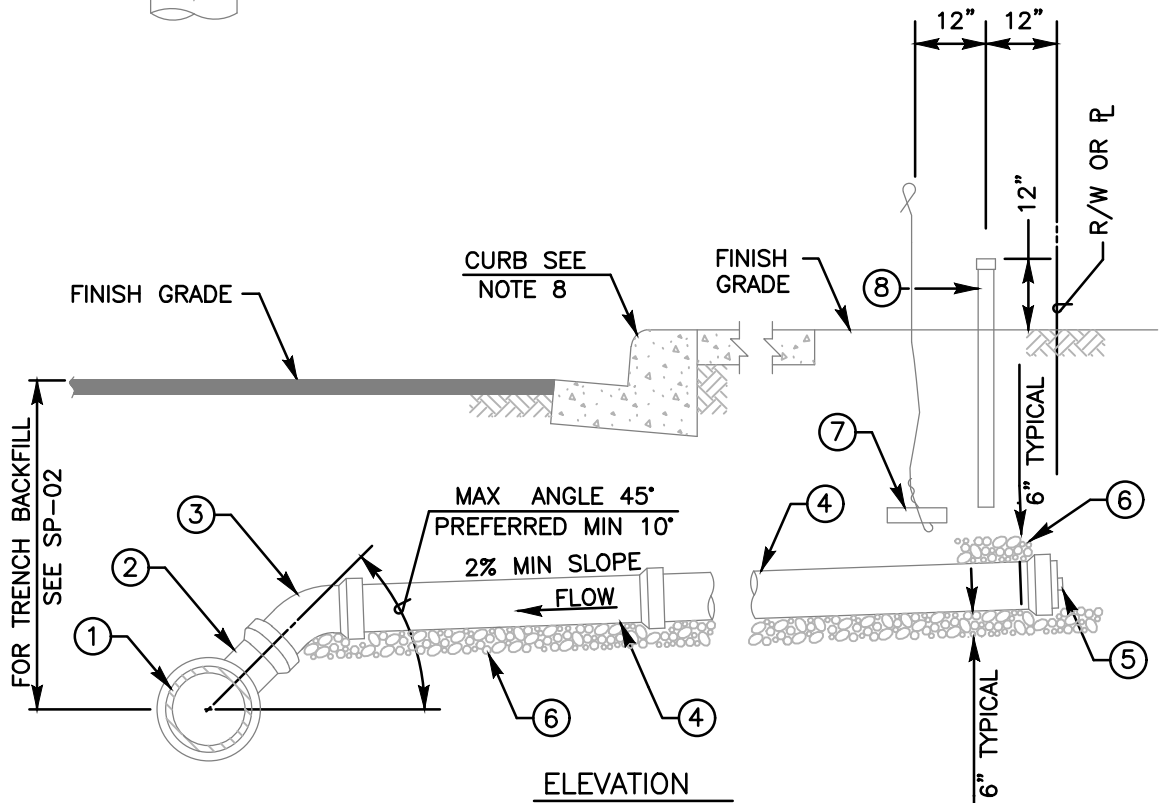 12" 12"
12"
R/W OR PL
FINISH GRADE
CURB SEE
NOTE 8
FINISH
GRADE
8
6" TYPICAL
7
FOR TRENCH BACKFILL
SEE SP-02
MAX ANGLE 45°
PREFERRED MIN 10°
2% MIN SLOPE
FLOW
3
4
6
2
1
5
6
4
6" TYPICAL
ELEVATION